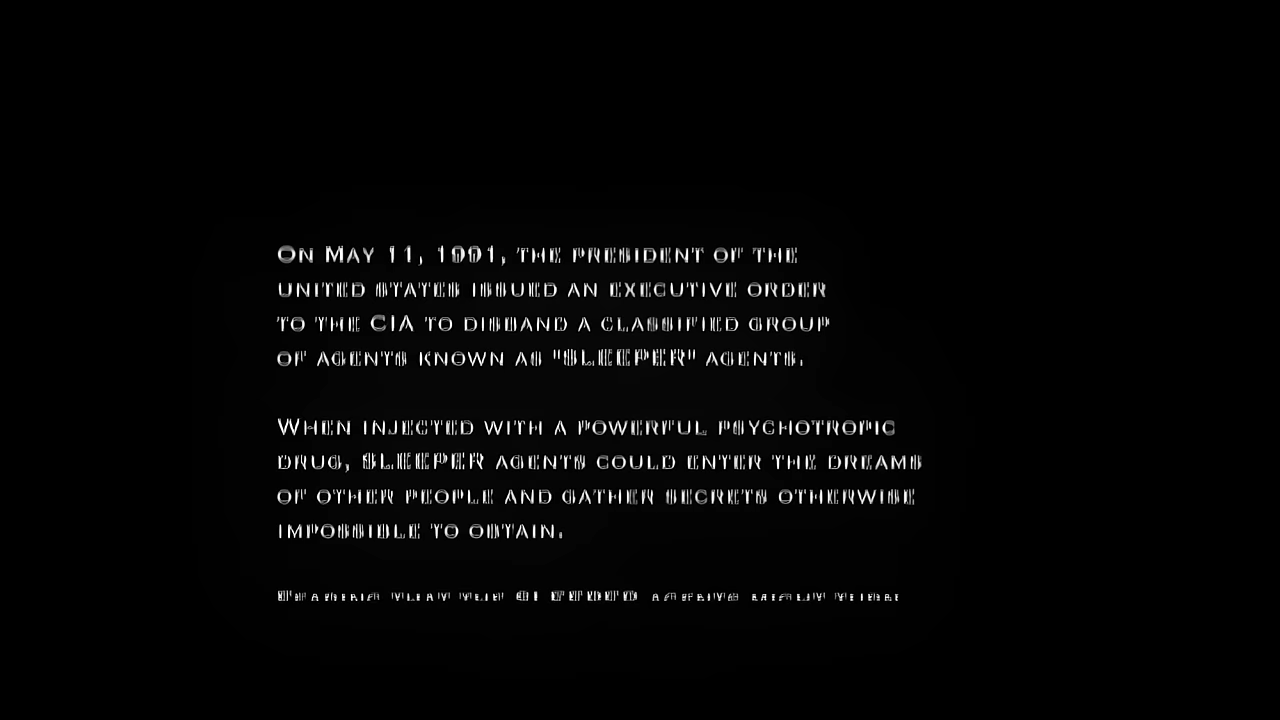 On May 11, 1991, the president of the
united states issued an executive order
to the CIA to disband a classified group
of agents known as "SLEEPER" agents.
When injected with a powerful psychotropic
drug, SLEEPER agents could enter the dreams
of other people and gather secrets otherwise
impossible to obtain.